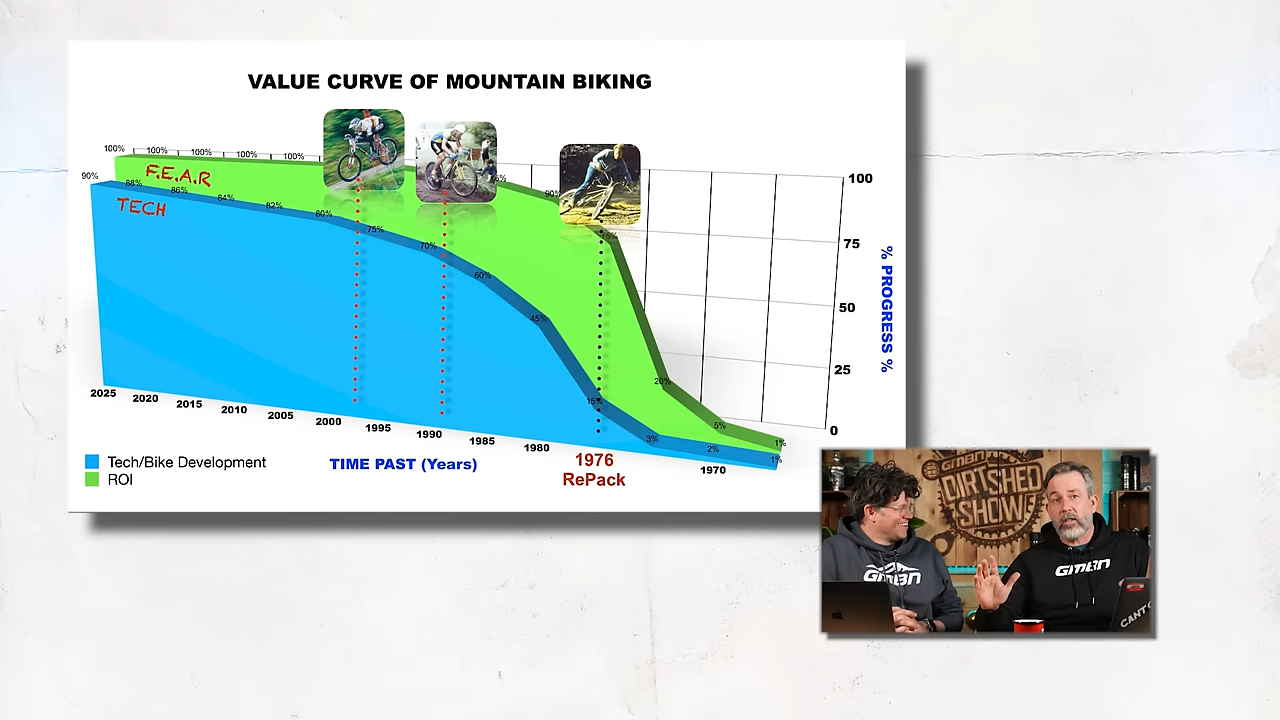 VALUE CURVE OF MOUNTAIN BIKING
100% 100% 100% 100% 100%
90% 88% 86% 84% 82% 80% 75% 70% 60% 45% 15% 3% 2% 1%
90% 75% 20% 5% 1%
F.E.A.R
TECH
100
75
50
25
0
% PROGRESS %
2025 2020 2015 2010 2005 2000 1995 1990 1985 1980 1970
TIME PAST (Years)
1976
RePack
Tech/Bike Development
ROI
GMBN
DIRT SHED
SHOW
GMBN
GMBN